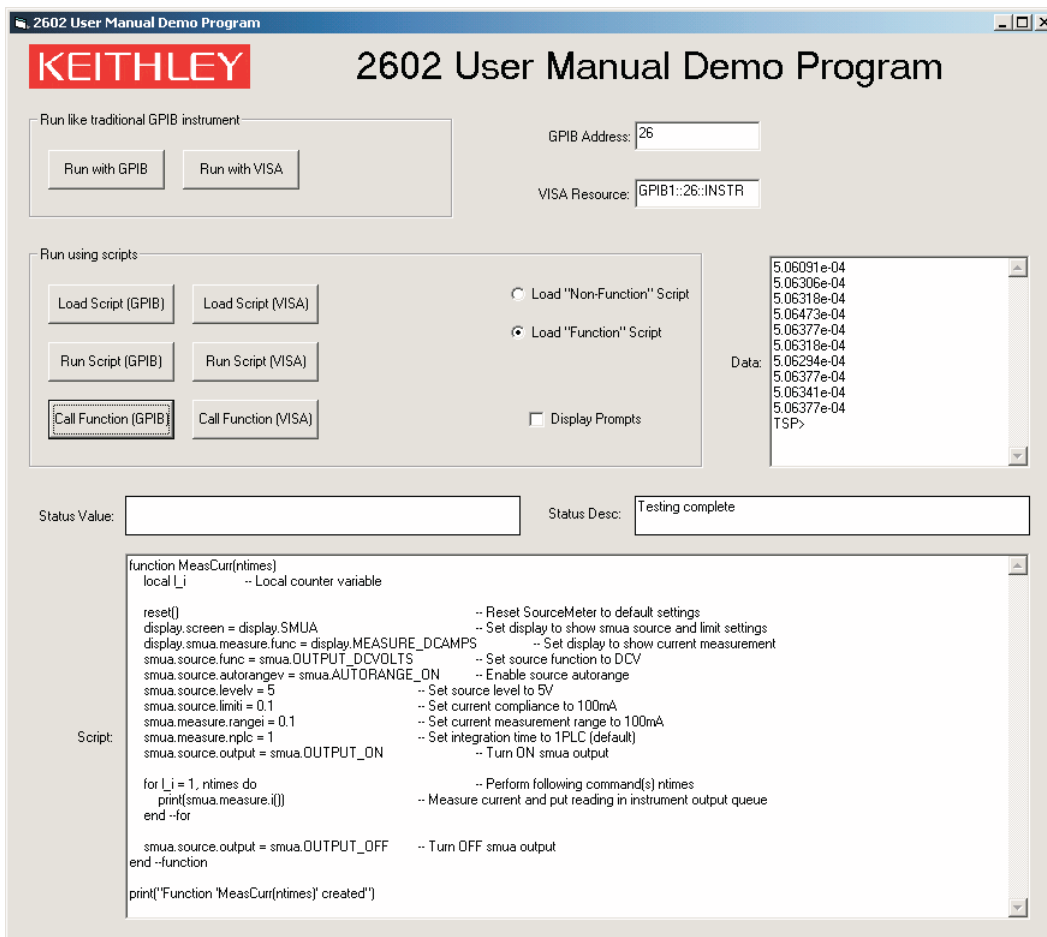 2602 User Manual Demo Program
KEITHLEY
2602 User Manual Demo Program
Run like traditional GPIB instrument
Run with GPIB
Run with VISA
GPIB Address: 26
VISA Resource: GPIB1::26::INSTR
Run using scripts
Load Script (GPIB)
Load Script (VISA)
Load "Non-Function" Script
Run Script (GPIB)
Run Script (VISA)
Load "Function" Script
Call Function (GPIB)
Call Function (VISA)
Display Prompts
Data:
5.06091e-04
5.06306e-04
5.06318e-04
5.06473e-04
5.06377e-04
5.06318e-04
5.06294e-04
5.06377e-04
5.06341e-04
5.06377e-04
TSP>
Status Value:
Status Desc: Testing complete
Script:
function MeasCurr(ntimes)
local l_i -- Local counter variable
reset() -- Reset SourceMeter to default settings
display.screen = display.SMUA -- Set display to show smua source and limit settings
display.smua.measure.func = display.MEASURE_DCAMPS -- Set display to show current measurement
smua.source.func = smua.OUTPUT_DCVOLTS -- Set source function to DCV
smua.source.autorangev = smua.AUTORANGE_ON -- Enable source autorange
smua.source.levelv = 5 -- Set source level to 5V
smua.source.limiti = 0.1 -- Set current compliance to 100mA
smua.measure.rangei = 0.1 -- Set current measurement range to 100mA
smua.measure.nplc = 1 -- Set integration time to 1PLC (default)
smua.source.output = smua.OUTPUT_ON -- Turn ON smua output
for l_i = 1, ntimes do -- Perform following command(s) ntimes
print(smua.measure.i()) -- Measure current and put reading in instrument output queue
end --for
smua.source.output = smua.OUTPUT_OFF -- Turn OFF smua output
end --function
print("Function 'MeasCurr(ntimes)' created")